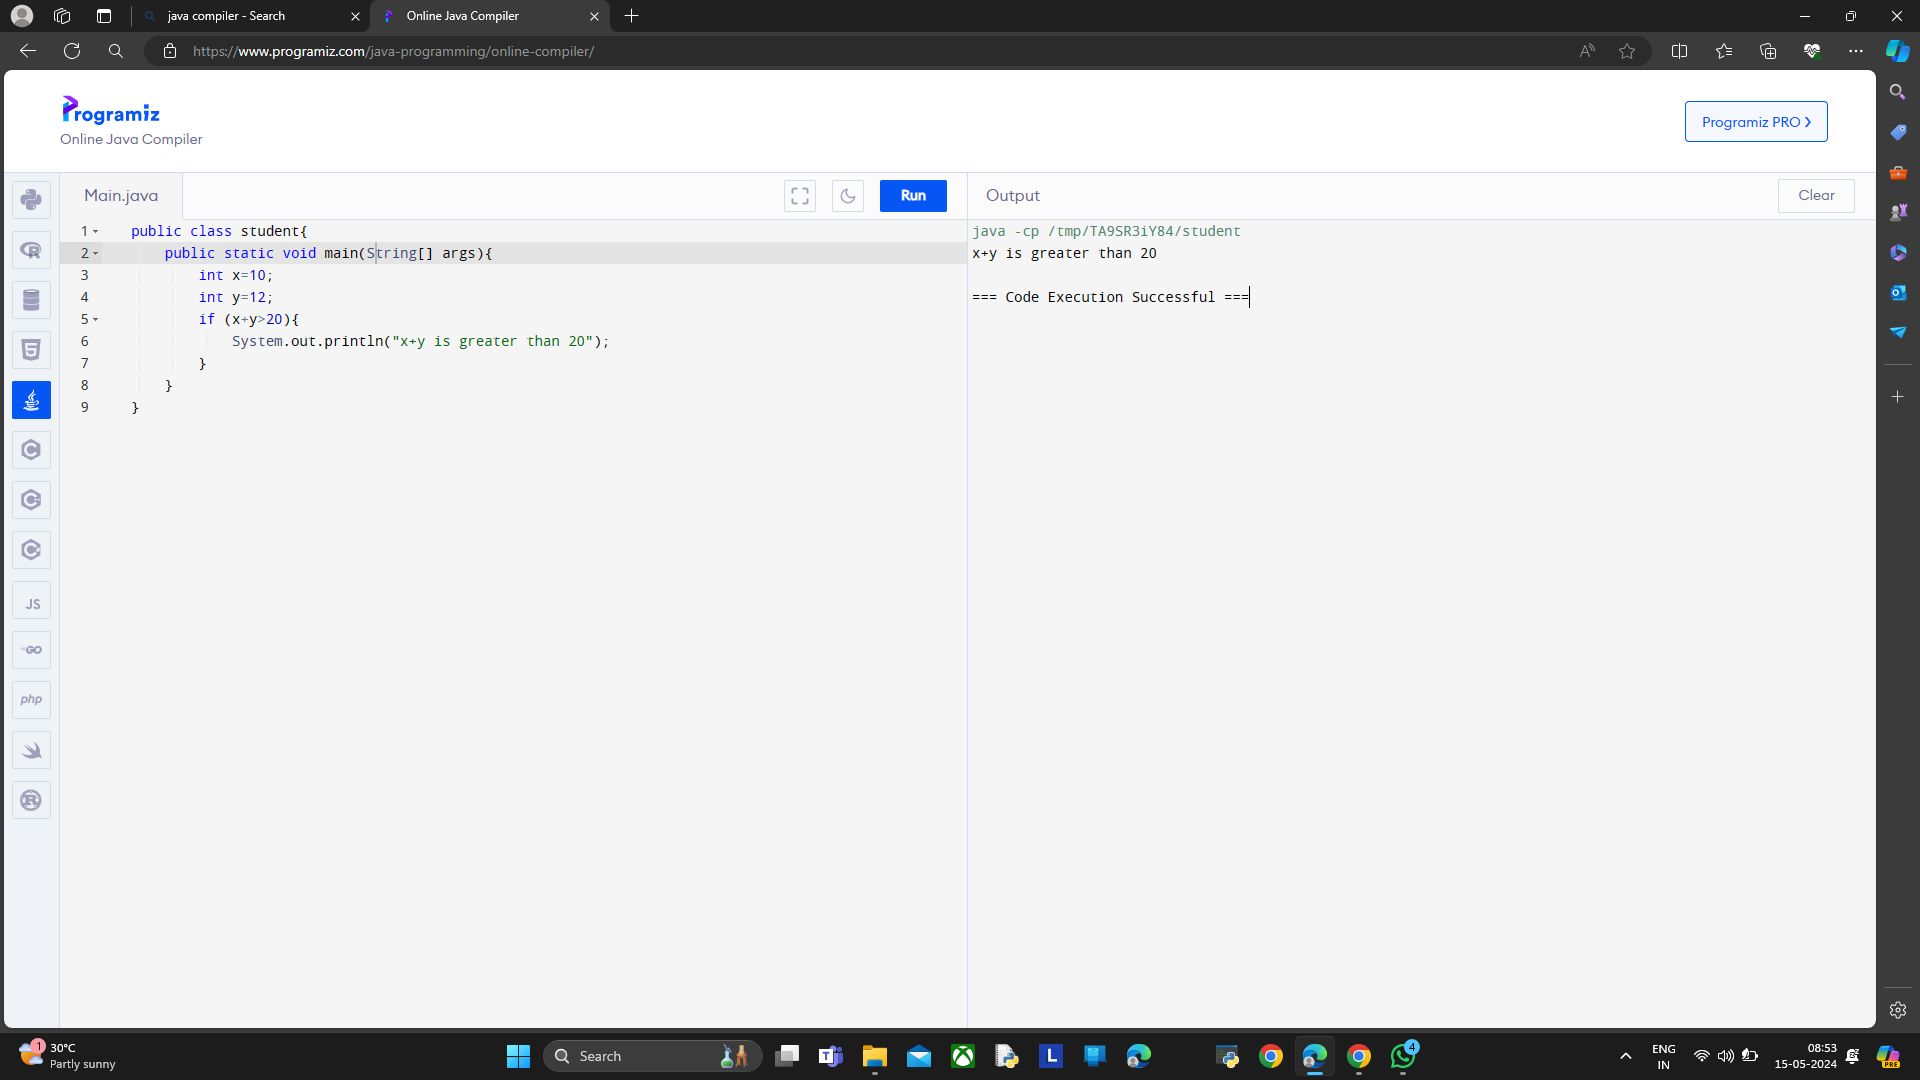 java compiler - Search
Online Java Compiler
https://www.programiz.com/java-programming/online-compiler/
Programiz
Online Java Compiler
Programiz PRO
Main.java
Run
Output
Clear
1 public class student{
2 public static void main(String[] args){
3 int x=10;
4 int y=12;
5 if (x+y>20){
6 System.out.println("x+y is greater than 20");
7 }
8 }
9 }
java -cp /tmp/TA9SR3iY84/student
x+y is greater than 20
=== Code Execution Successful ===
JS
GO
php
1
30°C
Partly sunny
Search
L
4
ENG
IN
08:53
15-05-2024
PRE